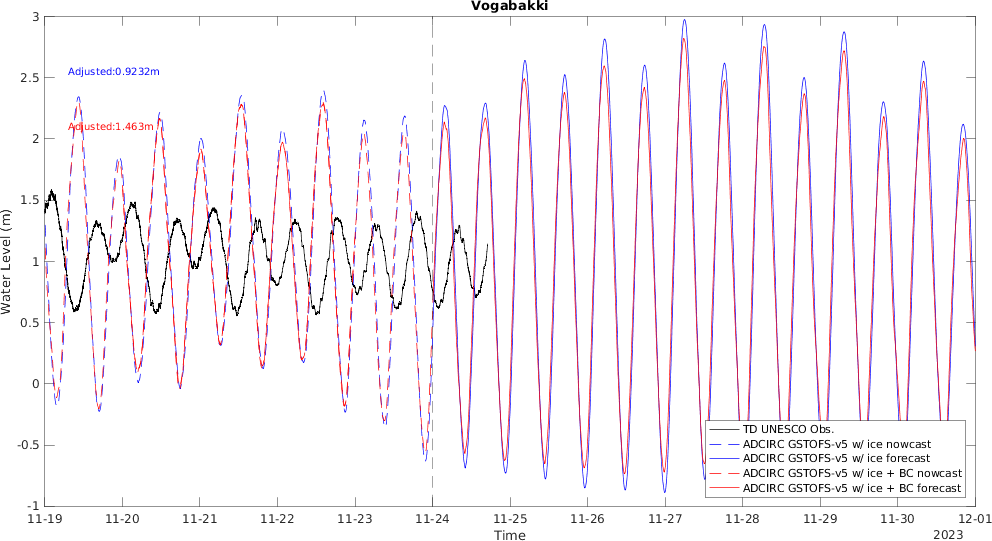 Vogabakki
3
2.5
2
1.5
1
0.5
0
-0.5
-1
Water Level (m)
Adjusted:0.9232m
Adjusted:1.463m
TD UNESCO Obs.
ADCIRC GSTOFS-v5 w/ ice nowcast
ADCIRC GSTOFS-v5 w/ ice forecast
ADCIRC GSTOFS-v5 w/ ice + BC nowcast
ADCIRC GSTOFS-v5 w/ ice + BC forecast
11-19 11-20 11-21 11-22 11-23 11-24 11-25 11-26 11-27 11-28 11-29 11-30 12-01
Time
2023